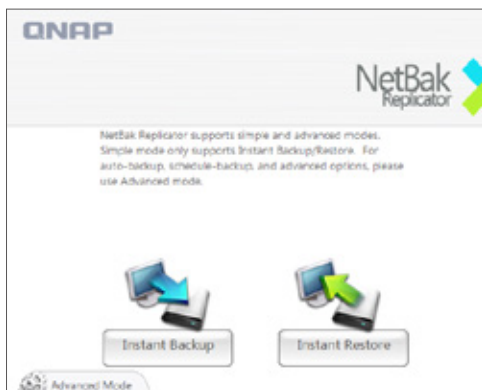 QNAP
NetBak
Replicator
NetBak Replicator supports simple and advanced modes.
Simple mode only supports Instant Backup/Restore. For
auto-backup, schedule-backup, and advanced options, please
use Advanced mode.
Instant Backup
Instant Restore
Advanced Mode